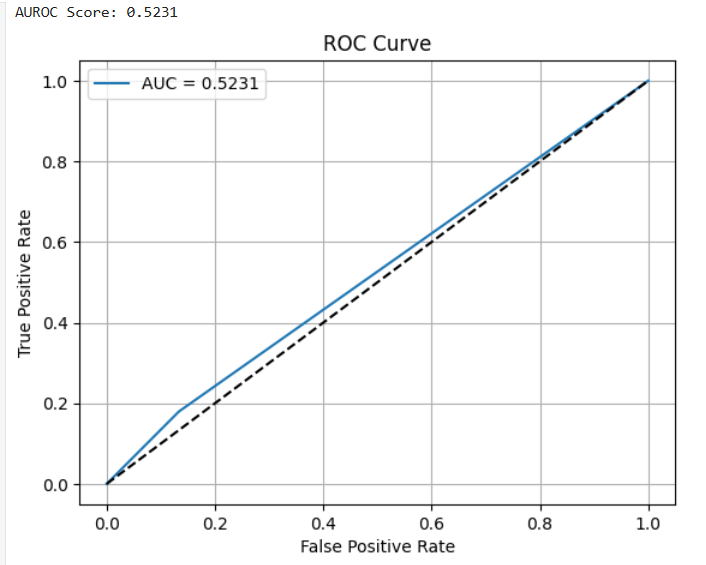 AUROC Score: 0.5231
ROC Curve
AUC = 0.5231
True Positive Rate
1.0
0.8
0.6
0.4
0.2
0.0
0.0 0.2 0.4 0.6 0.8 1.0
False Positive Rate